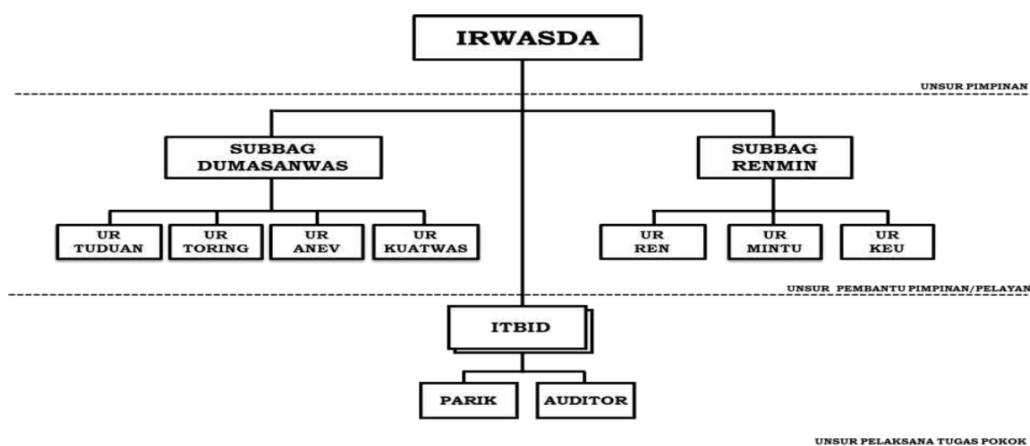 IRWASDA
UNSUR PIMPINAN
SUBBAG
DUMASANWAS
SUBBAG
RENMIN
UR
TUDUAN
UR
TORING
UR
ANEV
UR
KUATWAS
UR
REN
UR
MINTU
UR
KEU
UNSUR PEMBANTU PIMPINAN/PELAYAN
ITBID
PARIK
AUDITOR
UNSUR PELAKSANA TUGAS POKOK